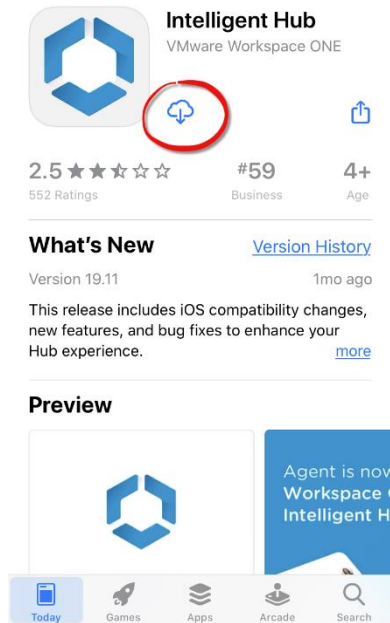 Intelligent Hub
VMware Workspace ONE
2.5 ★★⯪☆☆ #59 4+
552 Ratings Business Age
What's New Version History
Version 19.11 1mo ago
This release includes iOS compatibility changes,
new features, and bug fixes to enhance your
Hub experience. more
Preview
Agent is now
Workspace
Intelligent H
Today Games Apps Arcade Search